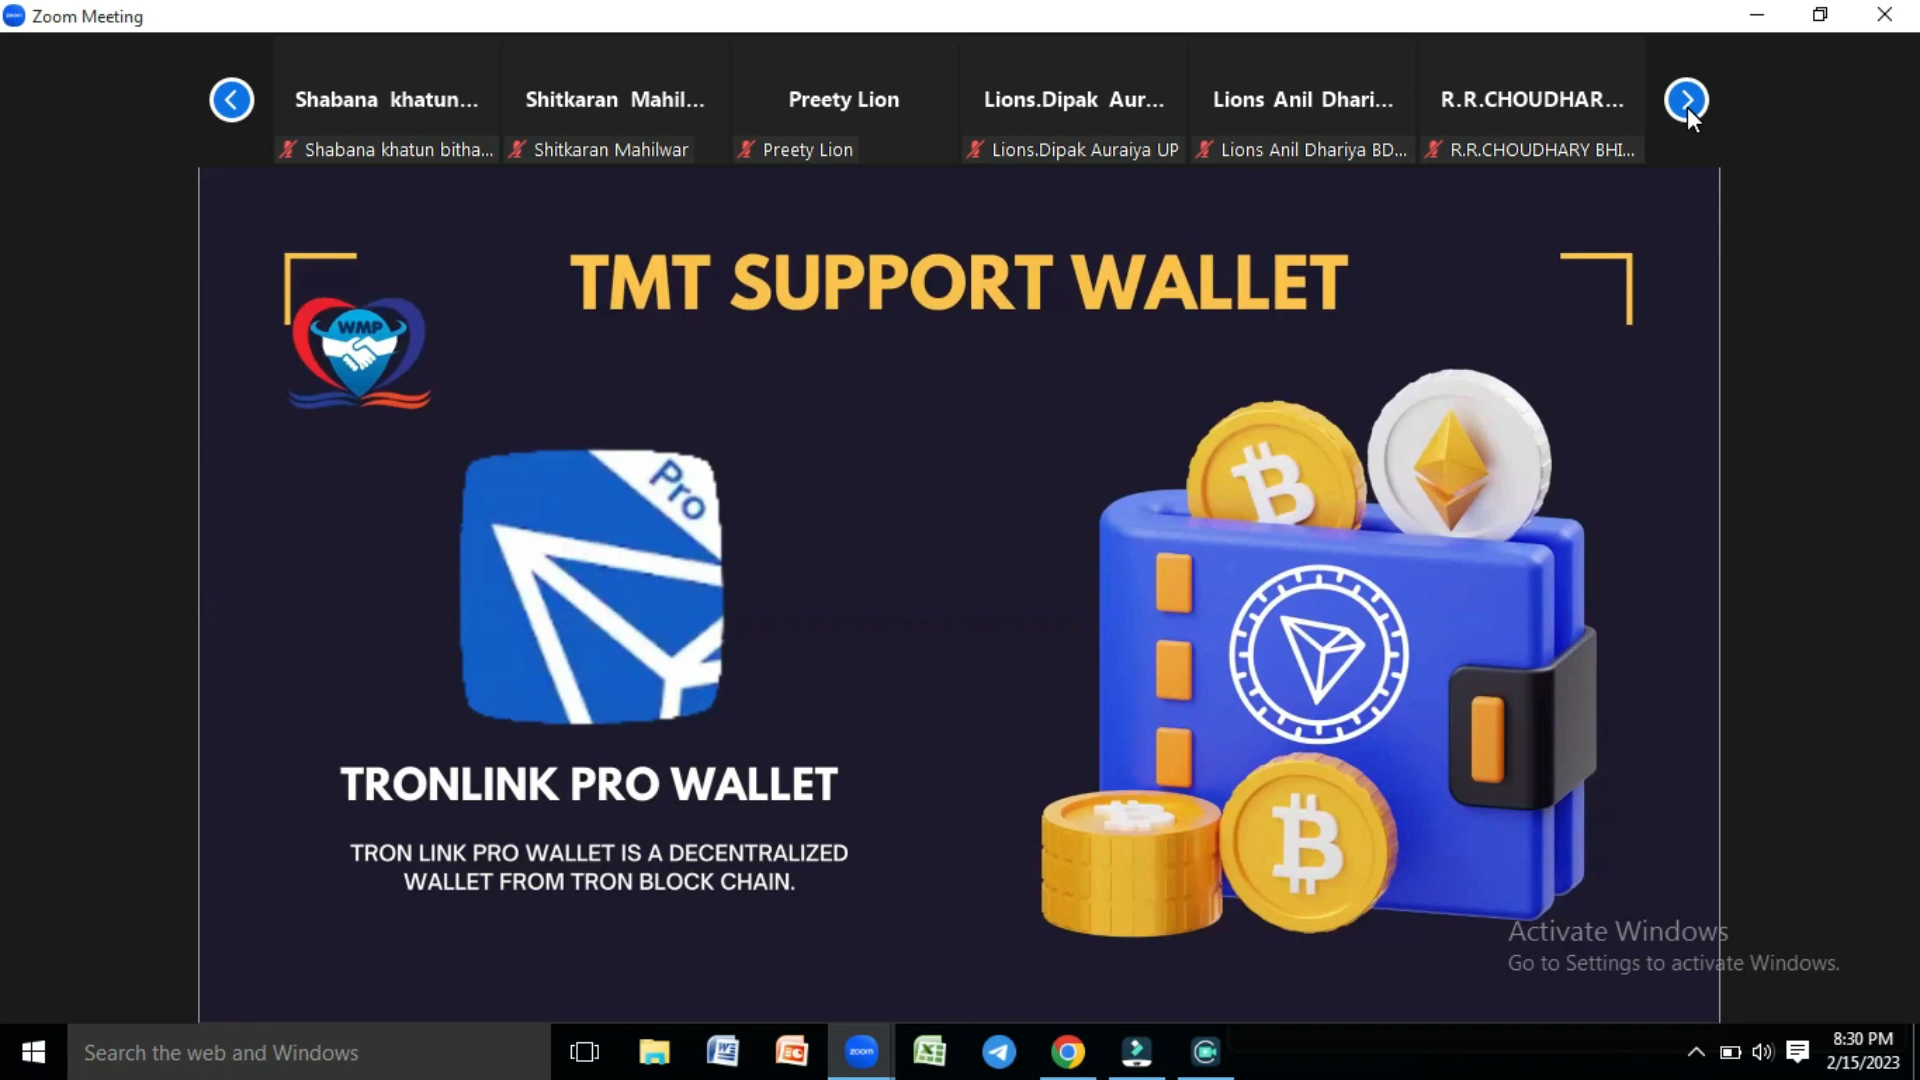 Zoom Meeting
Shabana khatun...
Shitkaran Mahil...
Preety Lion
Lions.Dipak Aur...
Lions Anil Dhari...
R.R.CHOUDHAR...
Shabana khatun bitha...
Shitkaran Mahilwar
Preety Lion
Lions.Dipak Auraiya UP
Lions Anil Dhariya BD...
R.R.CHOUDHARY BHI...
TMT SUPPORT WALLET
WMP
Pro
TRONLINK PRO WALLET
TRON LINK PRO WALLET IS A DECENTRALIZED
WALLET FROM TRON BLOCK CHAIN.
Activate Windows
Go to Settings to activate Windows.
Search the web and Windows
zoom
8:30 PM
2/15/2023